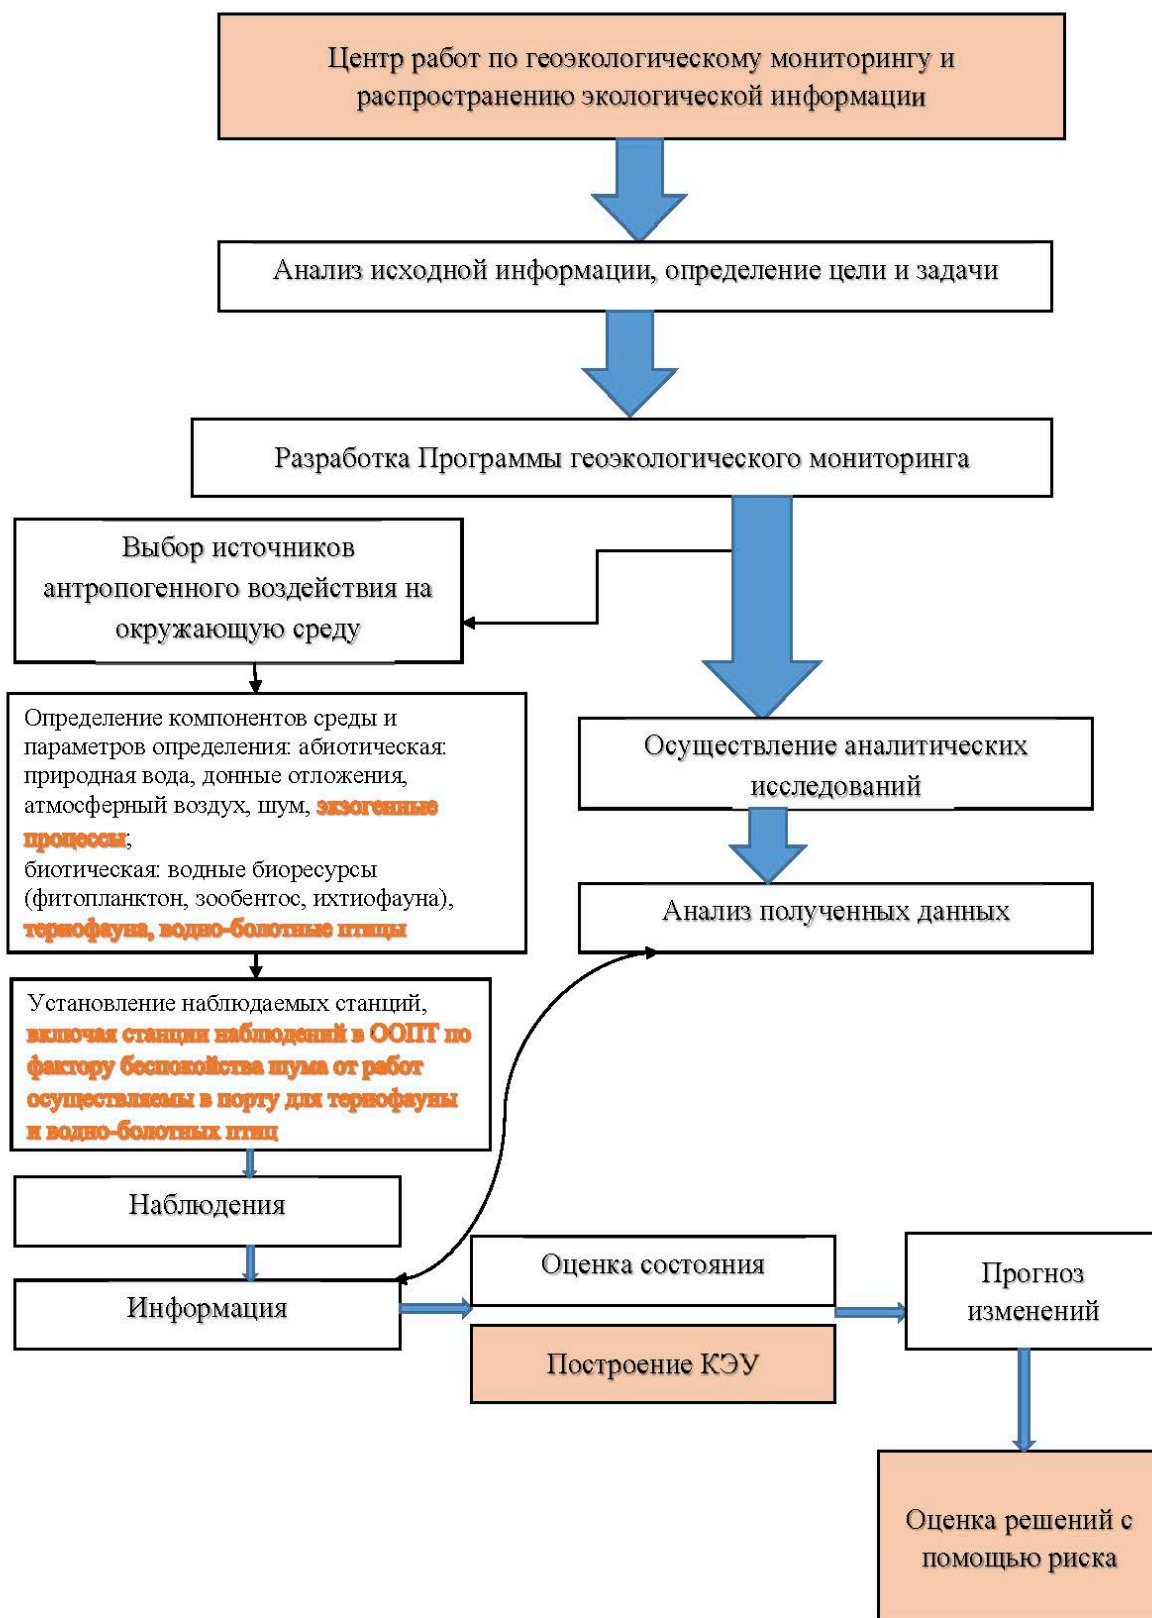 Центр работ по геоэкологическому мониторингу и
распространению экологической информации
Анализ исходной информации, определение цели и задачи
Разработка Программы геоэкологического мониторинга
Выбор источников
антропогенного воздействия на
окружающую среду
Определение компонентов среды и
параметров определения: абиотическая:
природная вода, донные отложения,
атмосферный воздух, шум, экзогенные
процессы;
биотическая: водные биоресурсы
(фитопланктон, зообентос, ихтиофауна),
териофауна, водно-болотные птицы
Установление наблюдаемых станций,
включая станции наблюдений в ООПТ по
фактору беспокойства шума от работ
осуществляемы в порту для териофауны
и водно-болотных птиц
Наблюдения
Информация
Осуществление аналитических
исследований
Анализ полученных данных
Оценка состояния
Построение КЭУ
Прогноз
изменений
Оценка решений с
помощью риска